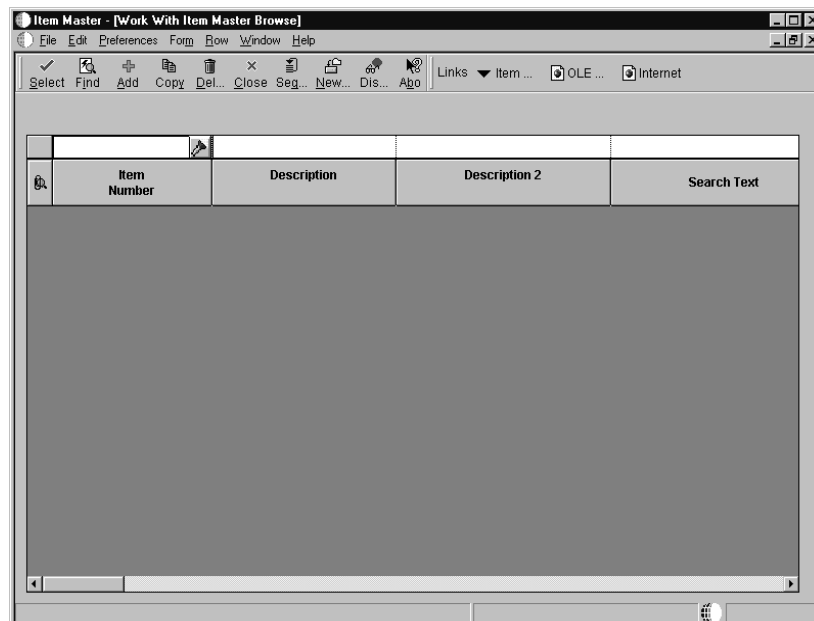 Item Master - [Work With Item Master Browse]
File Edit Preferences Form Row Window Help
Select Find Add Copy Del... Close Seq... New... Dis... Abo Links Item ... OLE ... Internet
Item Number Description Description 2 Search Text